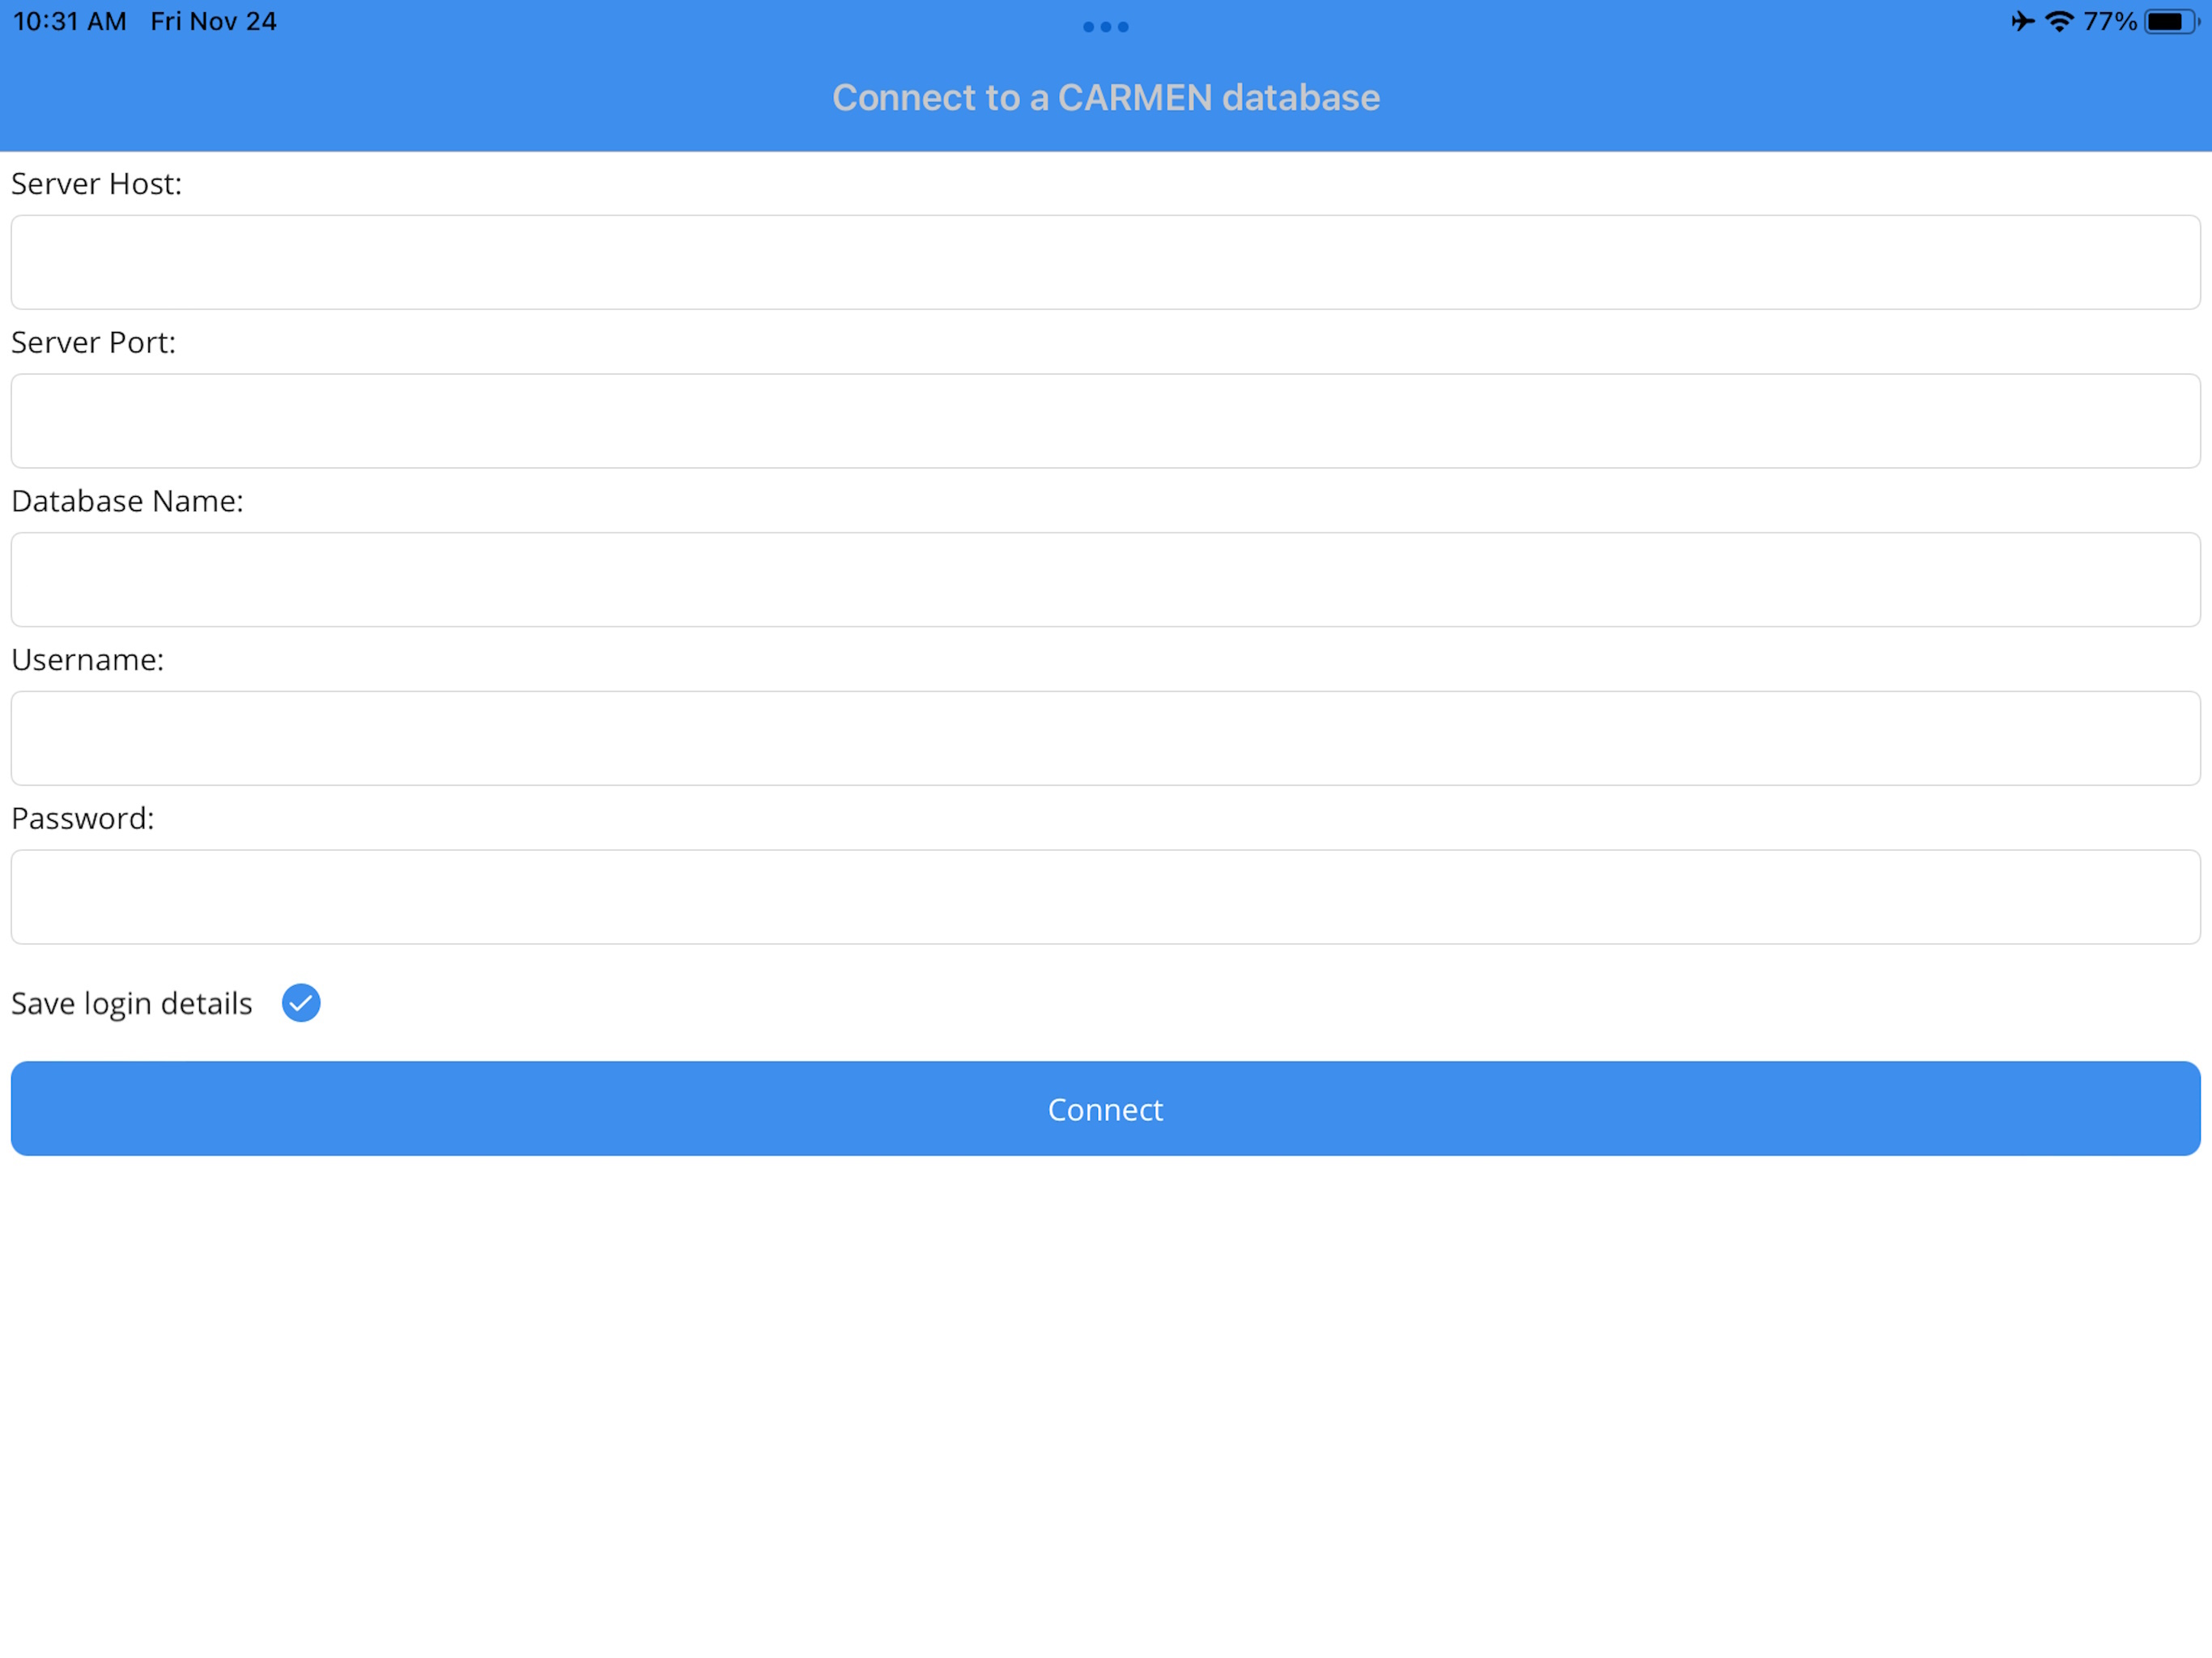 10:31 AM Fri Nov 24 77%
Connect to a CARMEN database
Server Host:
Server Port:
Database Name:
Username:
Password:
Save login details
Connect